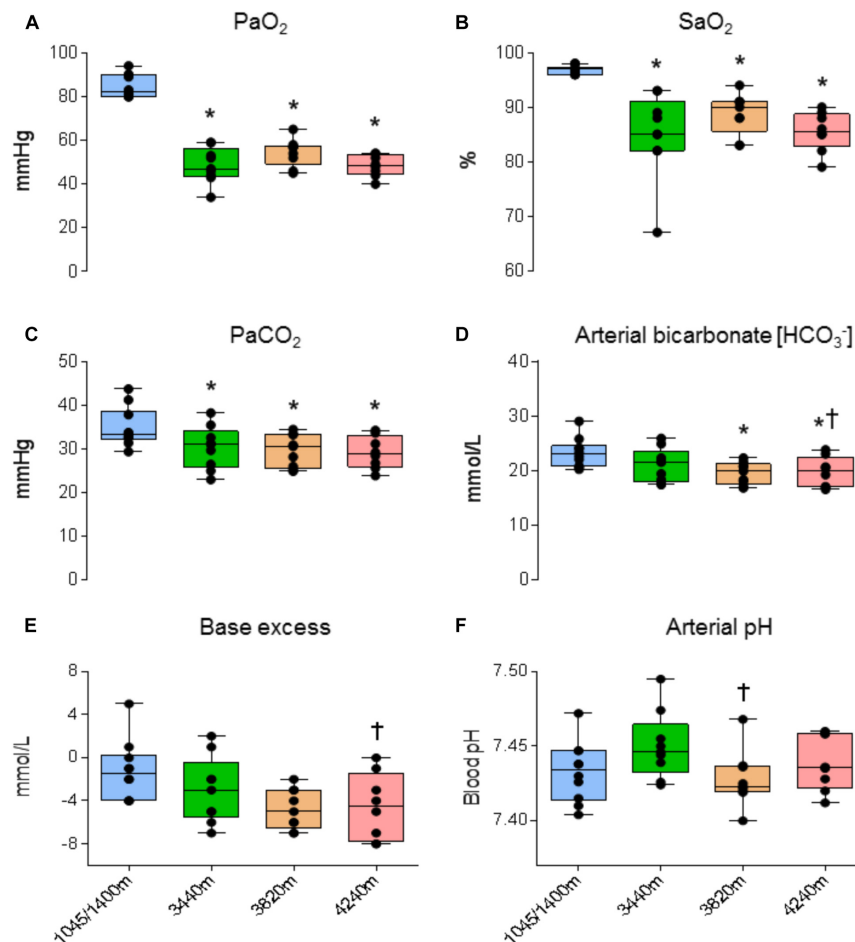 A
PaO₂
mmHg
100
80
60
40
20
0
*
*
*
B
SaO₂
%
100
90
80
70
60
*
*
*
C
PaCO₂
mmHg
50
40
30
20
10
0
*
*
*
D
Arterial bicarbonate [HCO₃⁻]
mmol/L
40
30
20
10
0
*
*†
E
Base excess
mmol/L
8
4
0
-4
-8
†
1045/1400m
3440m
3820m
4240m
F
Arterial pH
Blood pH
7.50
7.45
7.40
†
1045/1400m
3440m
3820m
4240m